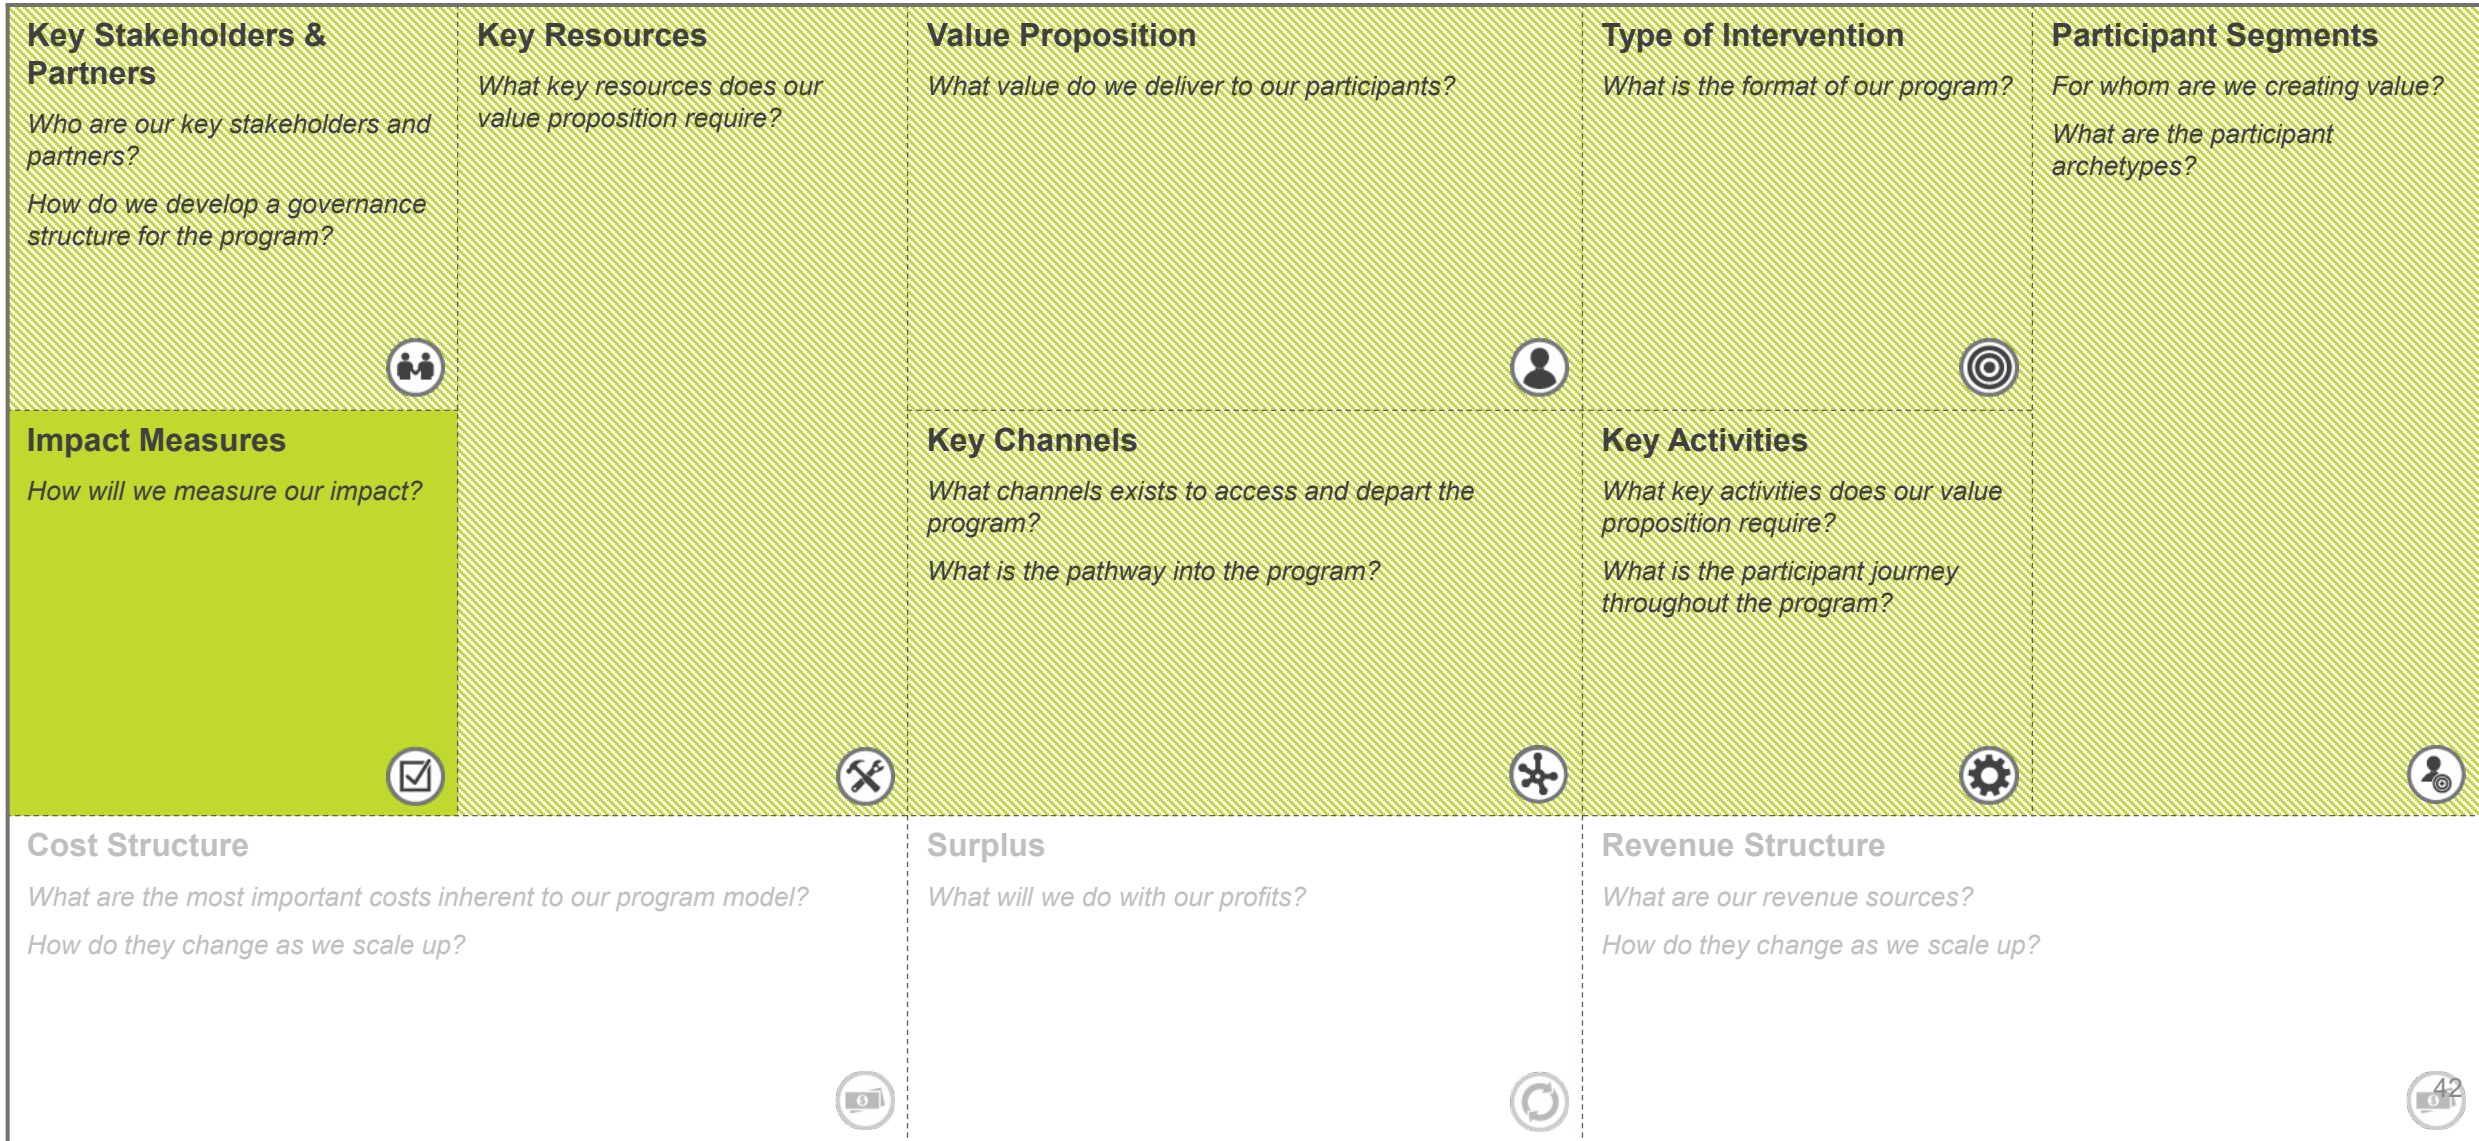 Key Stakeholders &
Partners
Who are our key stakeholders and
partners?
How do we develop a governance
structure for the program?
Key Resources
What key resources does our
value proposition require?
Value Proposition
What value do we deliver to our participants?
Type of Intervention
What is the format of our program?
Participant Segments
For whom are we creating value?
What are the participant
archetypes?
Impact Measures
How will we measure our impact?
Key Channels
What channels exists to access and depart the
program?
What is the pathway into the program?
Key Activities
What key activities does our value
proposition require?
What is the participant journey
throughout the program?
Cost Structure
What are the most important costs inherent to our program model?
How do they change as we scale up?
Surplus
What will we do with our profits?
Revenue Structure
What are our revenue sources?
How do they change as we scale up?
42